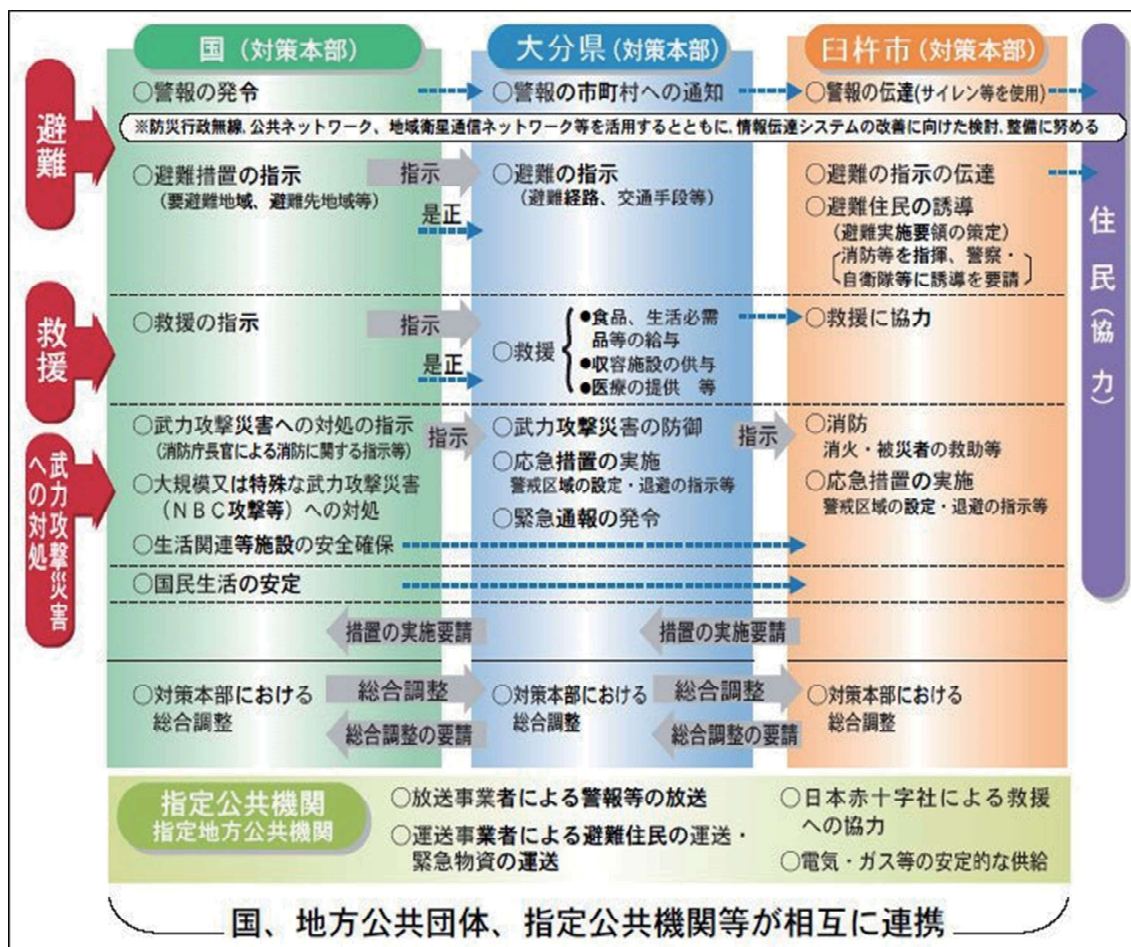 国（対策本部）
大分県（対策本部）
臼杵市（対策本部）
避難
○警報の発令
○警報の市町村への通知
○警報の伝達(サイレン等を使用)
※防災行政無線、公共ネットワーク、地域衛星通信ネットワーク等を活用するとともに、情報伝達システムの改善に向けた検討、整備に努める
○避難措置の指示
（要避難地域、避難先地域等）
指示
是正
○避難の指示
（避難経路、交通手段等）
○避難の指示の伝達
○避難住民の誘導
（避難実施要領の策定）
消防等を指揮、警察・
自衛隊等に誘導を要請
住民（協力）
救援
○救援の指示
指示
是正
○救援
●食品、生活必需
品等の給与
●収容施設の供与
●医療の提供　等
○救援に協力
武力攻撃災害
への対処
○武力攻撃災害への対処の指示
（消防庁長官による消防に関する指示等）
指示
○武力攻撃災害の防御
指示
○消防
消火・被災者の救助等
○大規模又は特殊な武力攻撃災害
（ＮＢＣ攻撃等）への対処
○応急措置の実施
警戒区域の設定・退避の指示等
○緊急通報の発令
○応急措置の実施
警戒区域の設定・退避の指示等
○生活関連等施設の安全確保
○国民生活の安定
措置の実施要請
措置の実施要請
○対策本部における
総合調整
総合調整
総合調整の要請
○対策本部における
総合調整
総合調整
総合調整の要請
○対策本部における
総合調整
指定公共機関
指定地方公共機関
○放送事業者による警報等の放送
○運送事業者による避難住民の運送・
緊急物資の運送
○日本赤十字社による救援
への協力
○電気・ガス等の安定的な供給
国、地方公共団体、指定公共機関等が相互に連携